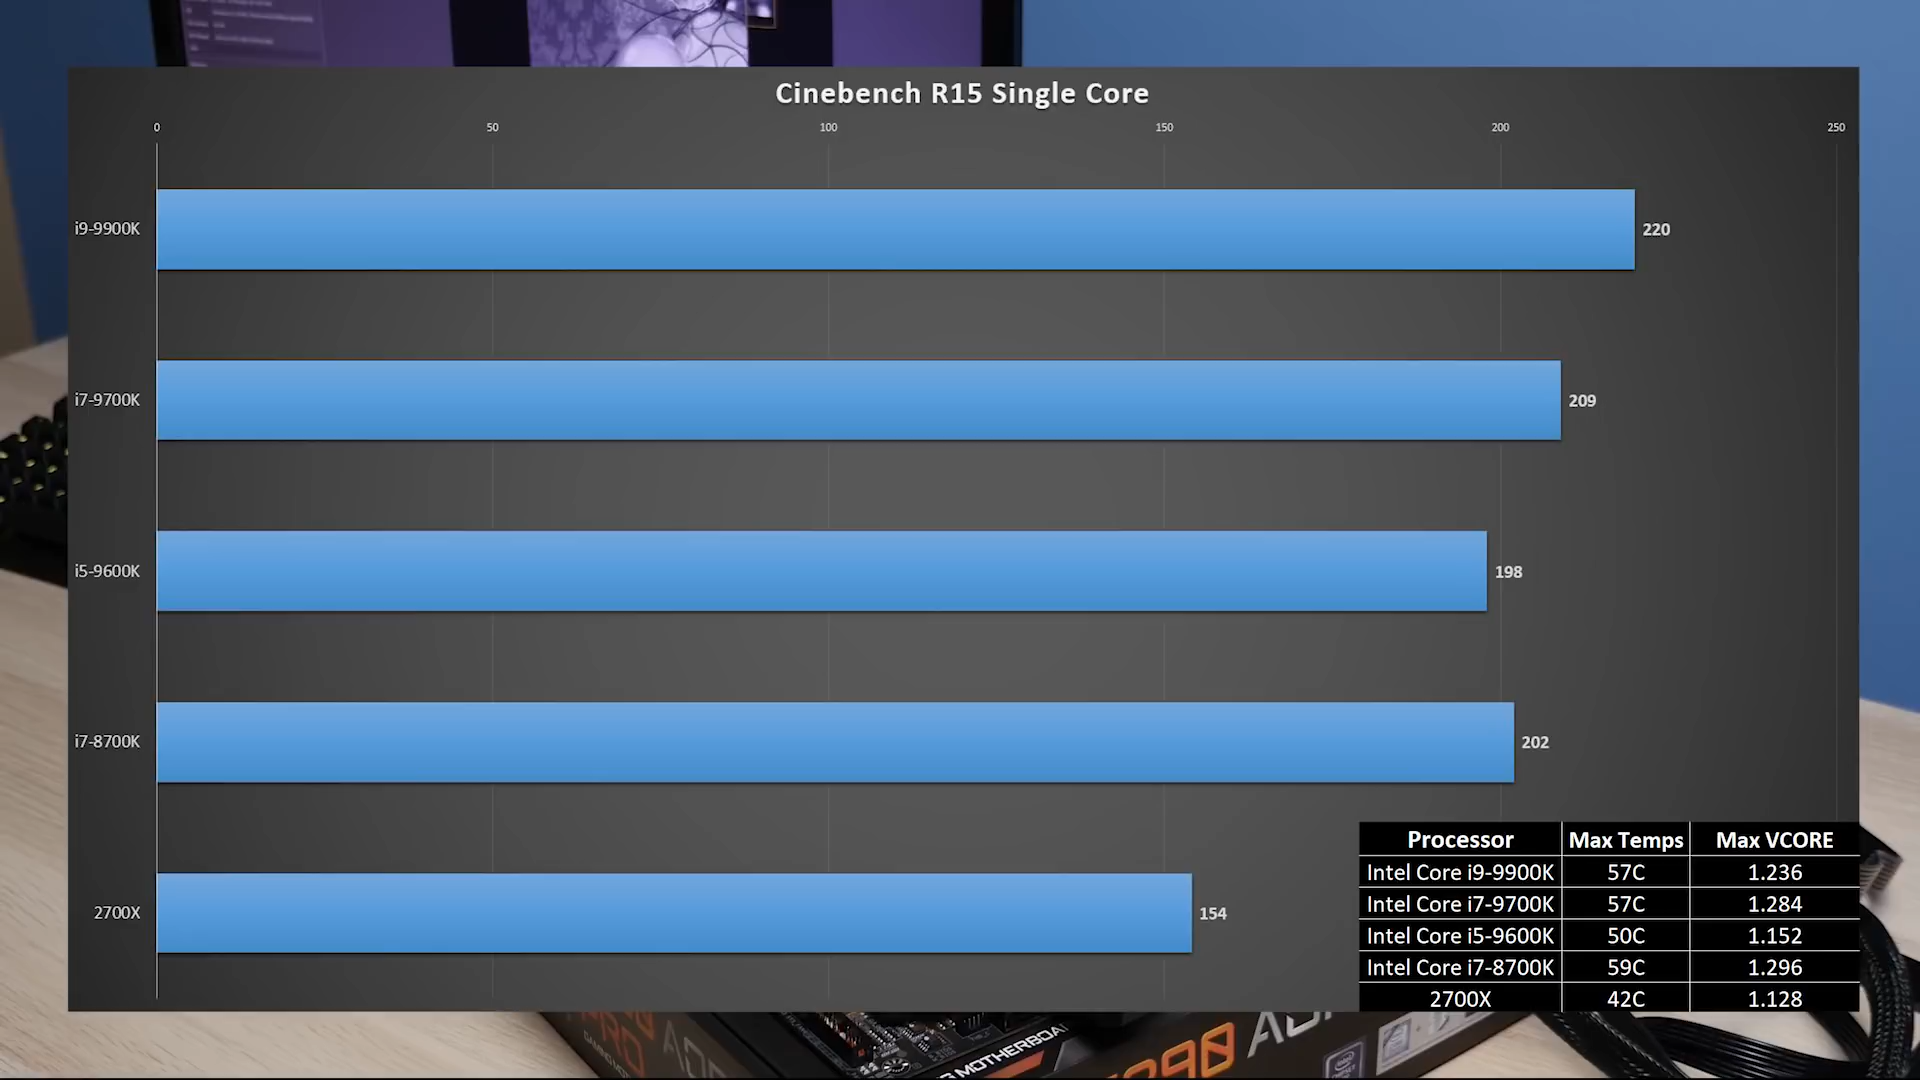 Cinebench R15 Single Core
0 50 100 150 200 250
i9-9900K 220
i7-9700K 209
i5-9600K 198
i7-8700K 202
2700X 154
Processor Max Temps Max VCORE
Intel Core i9-9900K 57C 1.236
Intel Core i7-9700K 57C 1.284
Intel Core i5-9600K 50C 1.152
Intel Core i7-8700K 59C 1.296
2700X 42C 1.128
MOTHERBOA